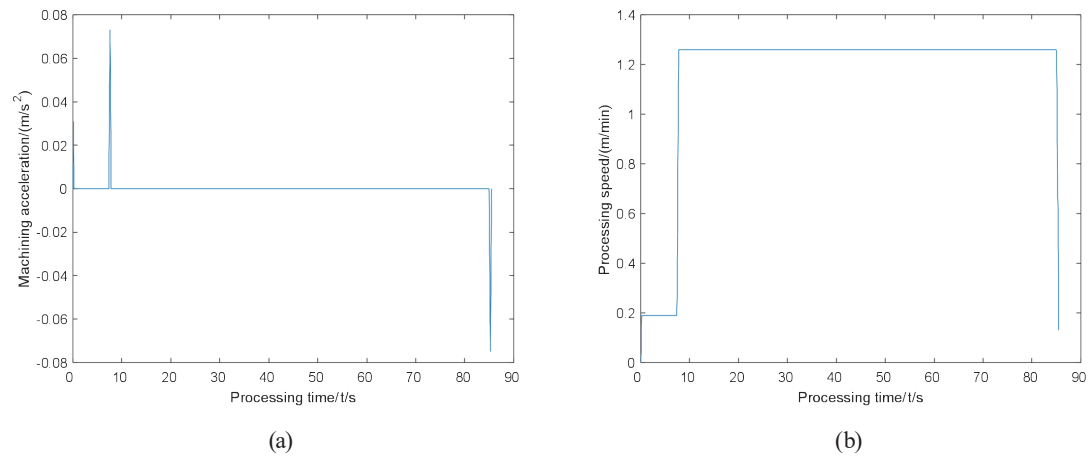 0.08
0.06
0.04
0.02
0
-0.02
-0.04
-0.06
-0.08
Machining acceleration/(m/s²)
0 10 20 30 40 50 60 70 80 90
Processing time/t/s
(a)
1.4
1.2
1
0.8
0.6
0.4
0.2
0
Processing speed/(m/min)
0 10 20 30 40 50 60 70 80 90
Processing time/t/s
(b)